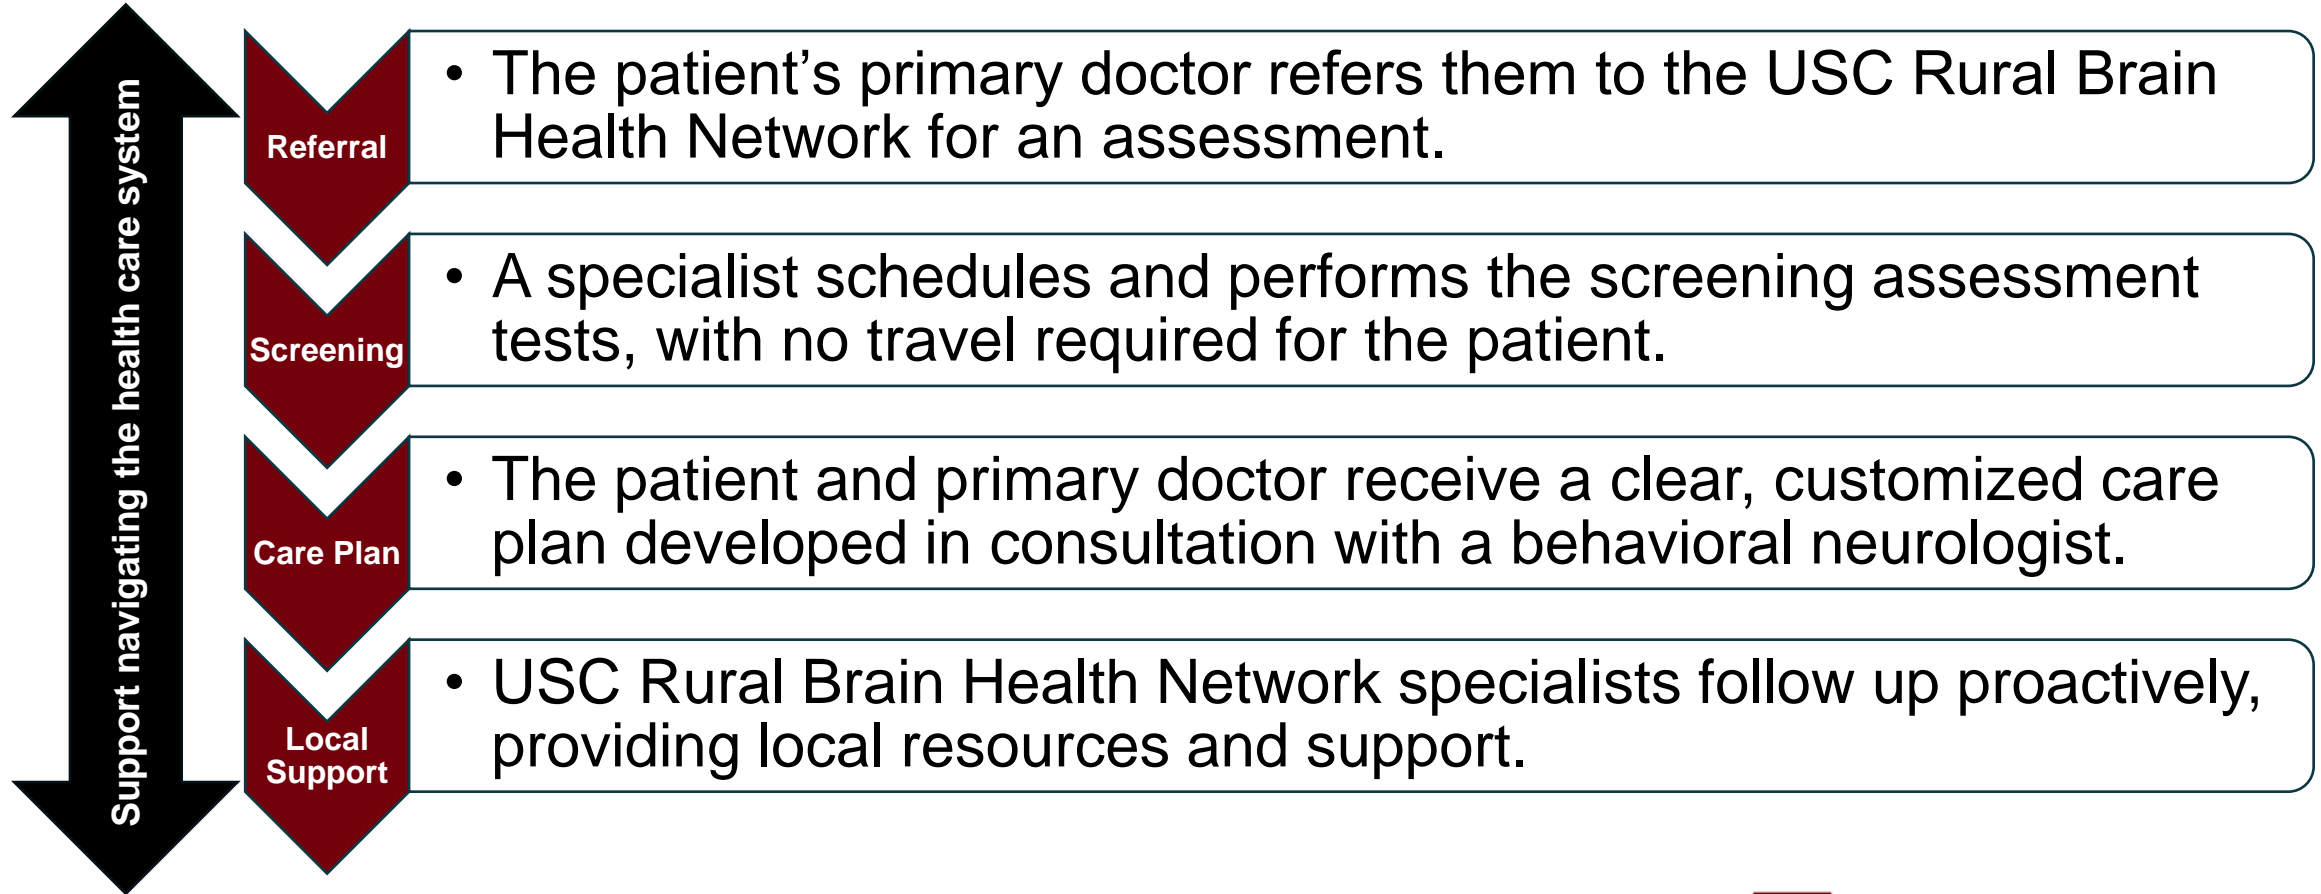 Support navigating the health care system
Referral
• The patient’s primary doctor refers them to the USC Rural Brain
Health Network for an assessment.
Screening
• A specialist schedules and performs the screening assessment
tests, with no travel required for the patient.
Care Plan
• The patient and primary doctor receive a clear, customized care
plan developed in consultation with a behavioral neurologist.
Local
Support
• USC Rural Brain Health Network specialists follow up proactively,
providing local resources and support.